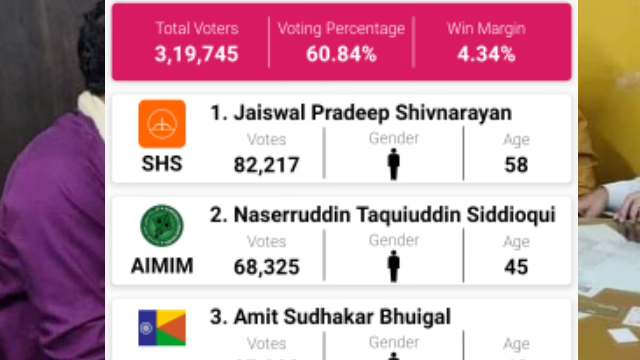 Total Voters Voting Percentage Win Margin
3,19,745 60.84% 4.34%
1. Jaiswal Pradeep Shivnarayan
Votes Gender Age
SHS 82,217 58
2. Naserruddin Taquiuddin Siddioqui
Votes Gender Age
AIMIM 68,325 45
3. Amit Sudhakar Bhuigal
Votes Gender Age